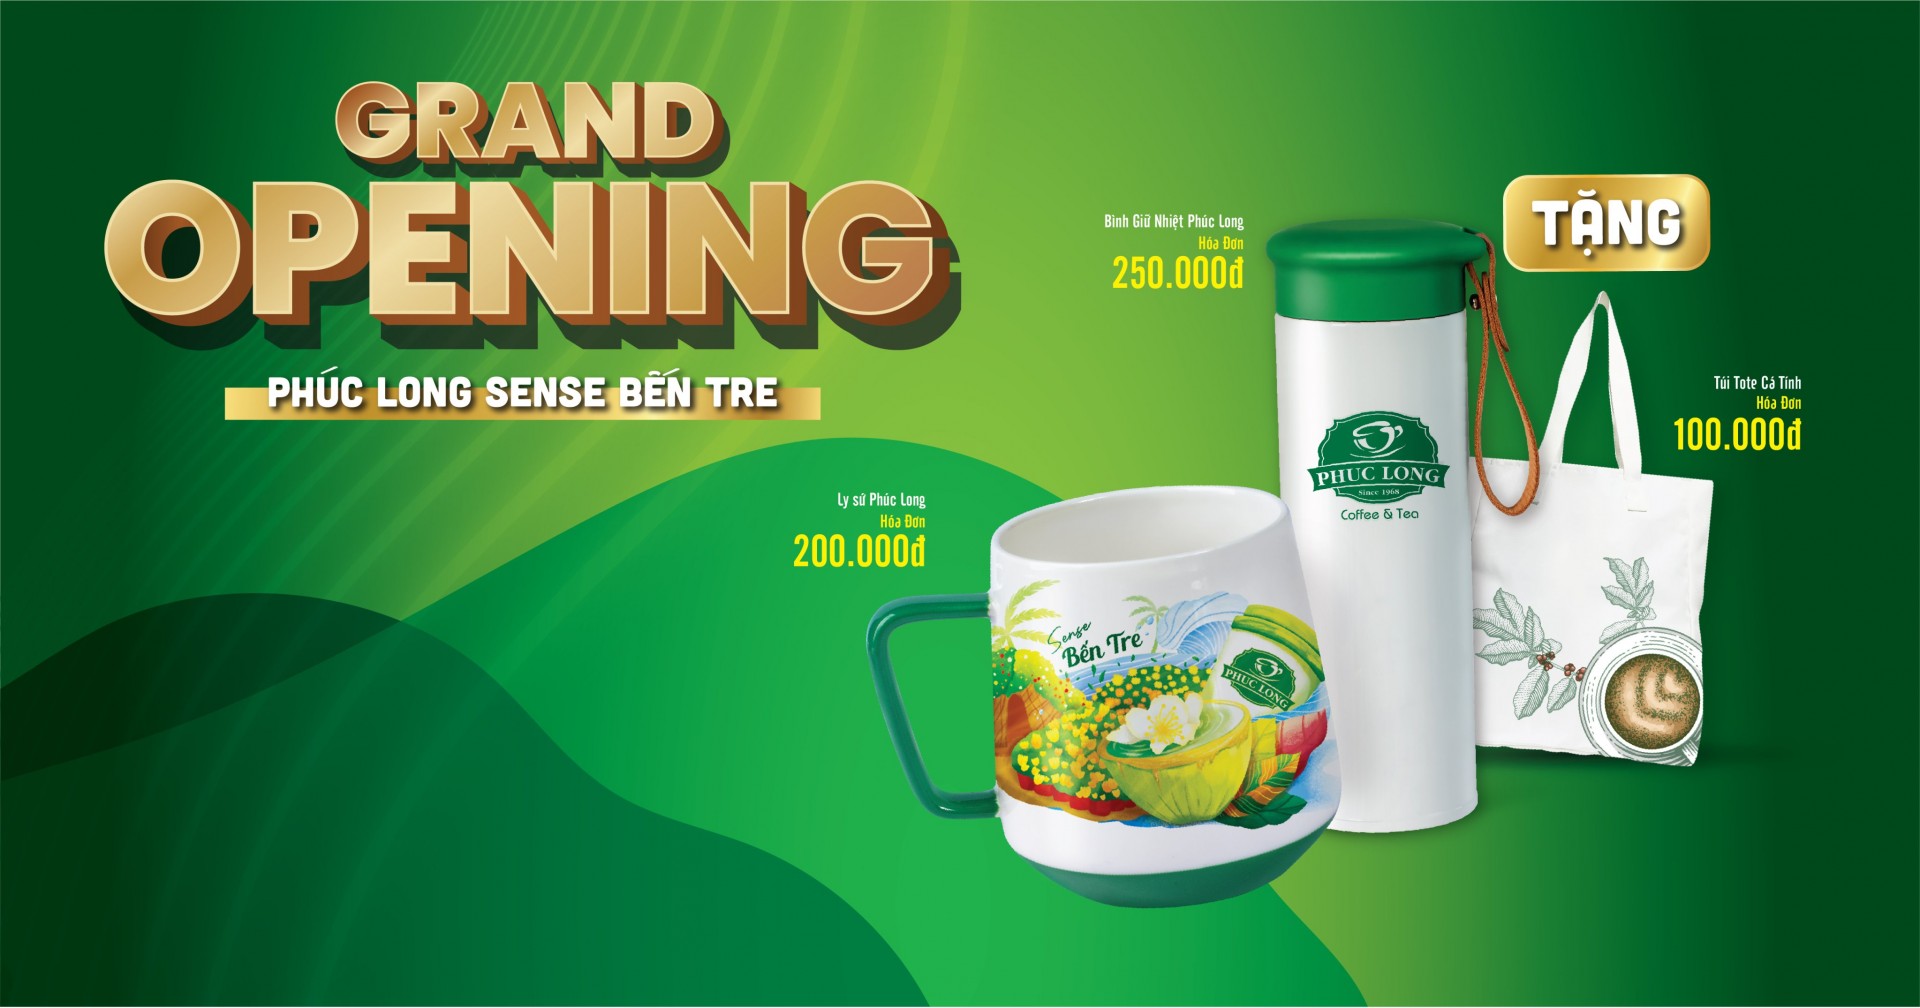 GRAND
OPENING
PHÚC LONG SENSE BẾN TRE
TẶNG
Bình Giữ Nhiệt Phúc Long
Hóa Đơn
250.000đ
Túi Tote Cá Tính
Hóa Đơn
100.000đ
Ly sứ Phúc Long
Hóa Đơn
200.000đ
PHUC LONG
Since 1968
Coffee & Tea
Sense
Bến Tre
PHUC LONG